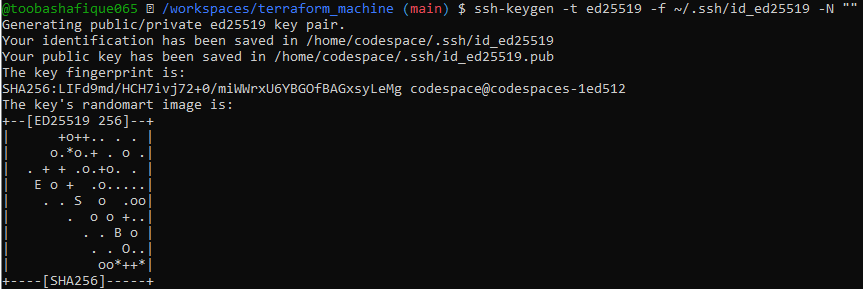 @toobashafique065 /workspaces/terraform_machine (main) $ ssh-keygen -t ed25519 -f ~/.ssh/id_ed25519 -N ""
Generating public/private ed25519 key pair.
Your identification has been saved in /home/codespace/.ssh/id_ed25519
Your public key has been saved in /home/codespace/.ssh/id_ed25519.pub
The key fingerprint is:
SHA256:LIFd9md/HCH7ivj72+0/miWWrxU6YBGOfBAGxsyLeMg codespace@codespaces-1ed512
The key's randomart image is:
+--[ED25519 256]--+
|      +o++.. . . |
|     o.*o.+ . o .|
|  . + + .o.+o. . |
|   E o +  .o.....|
|    . . S  o  .oo|
|       .  o o +..|
|         . . B o |
|          . . O..|
|           oo*++*|
+----[SHA256]-----+